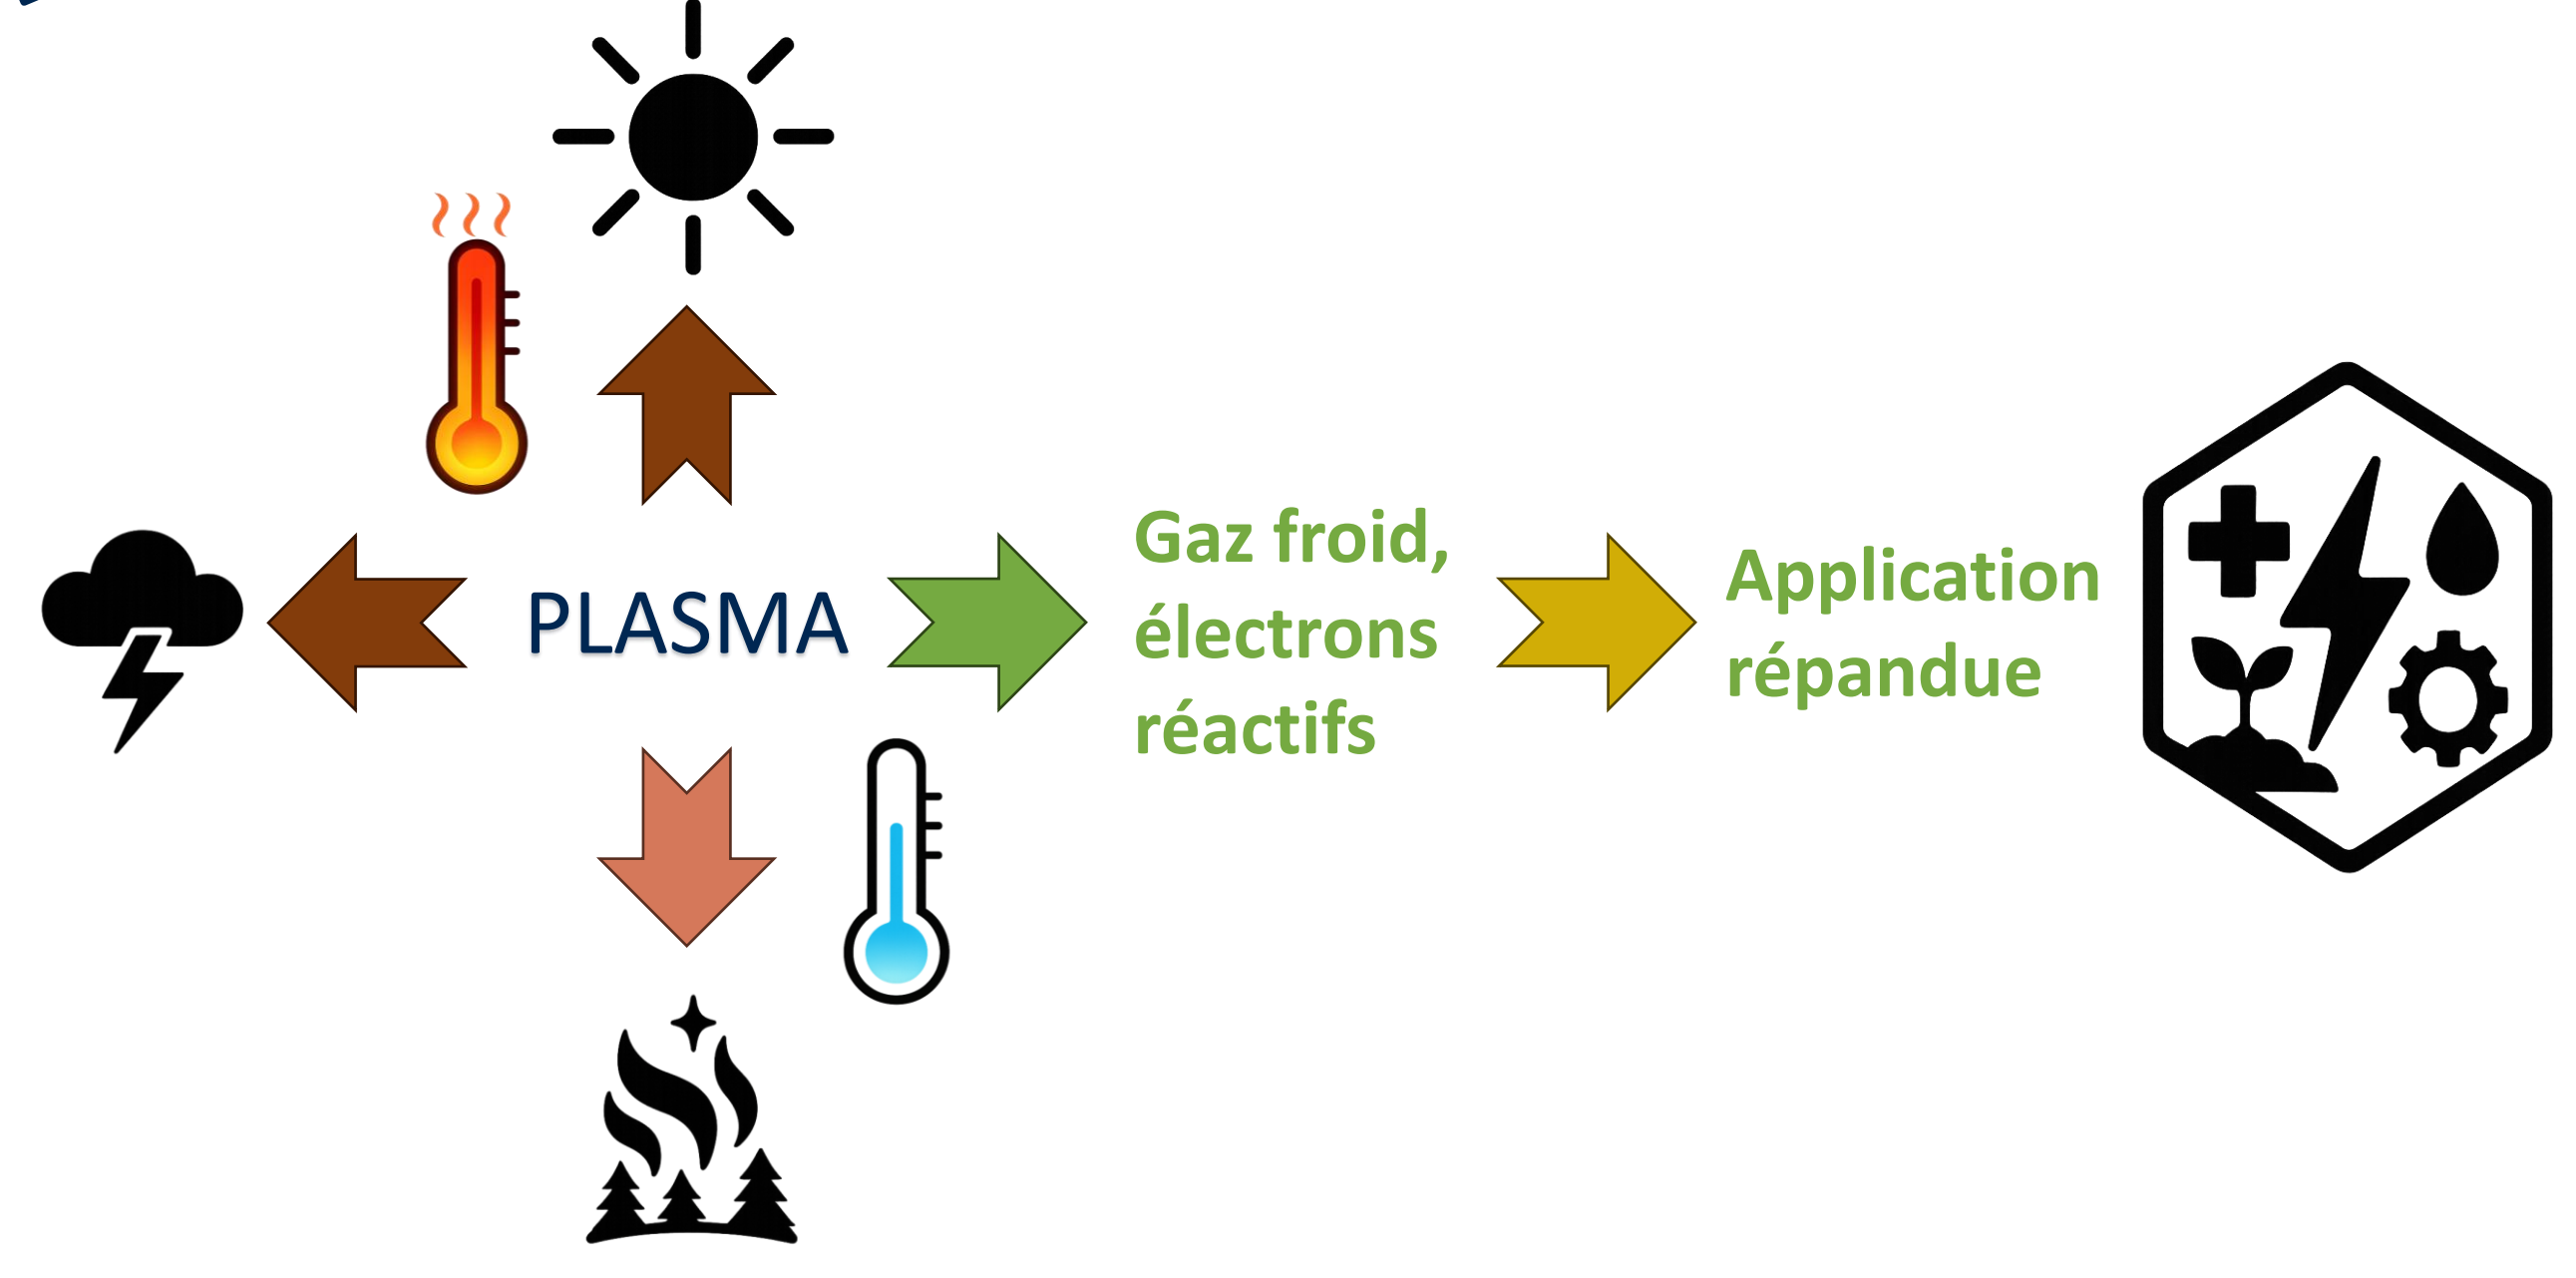 PLASMA
Gaz froid,
électrons
réactifs
Application
répandue